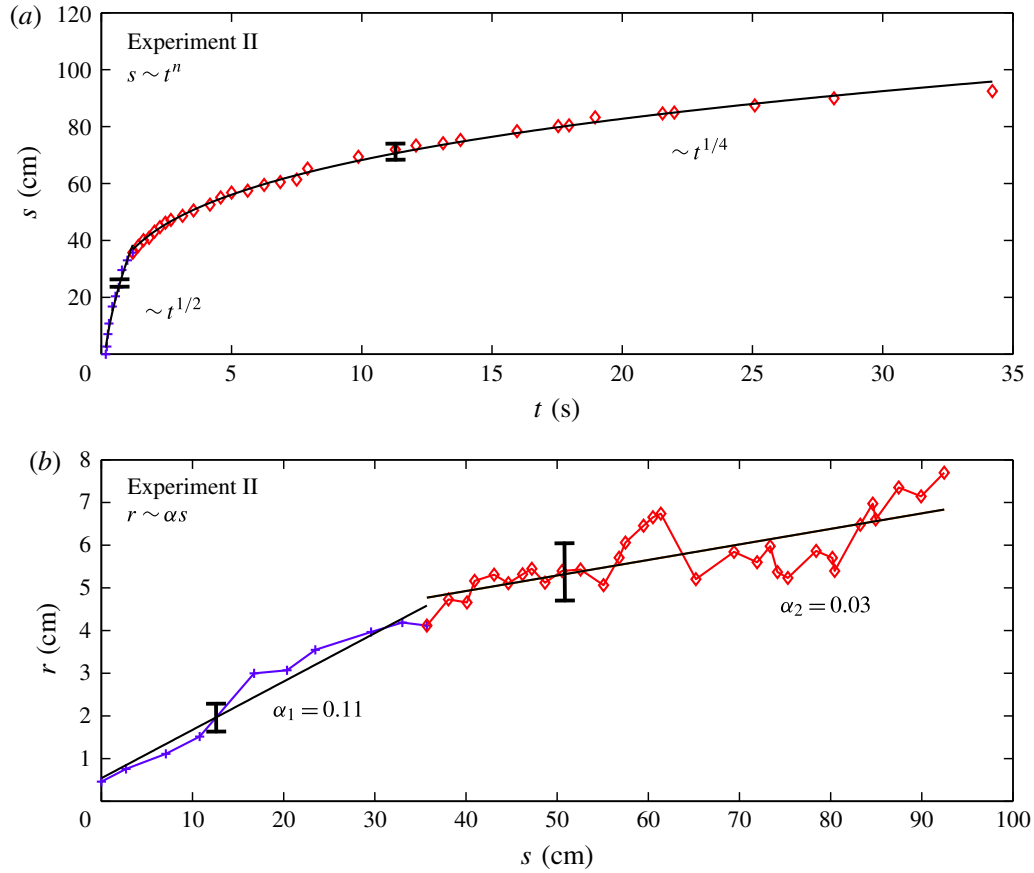 (a)
120
100
80
60
40
20
0
s (cm)
Experiment II
s ∼ tⁿ
∼ t^{1/4}
∼ t^{1/2}
5 10 15 20 25 30 35
t (s)
(b)
8
7
6
5
4
3
2
1
0
r (cm)
Experiment II
r ∼ αs
α₂ = 0.03
α₁ = 0.11
10 20 30 40 50 60 70 80 90 100
s (cm)